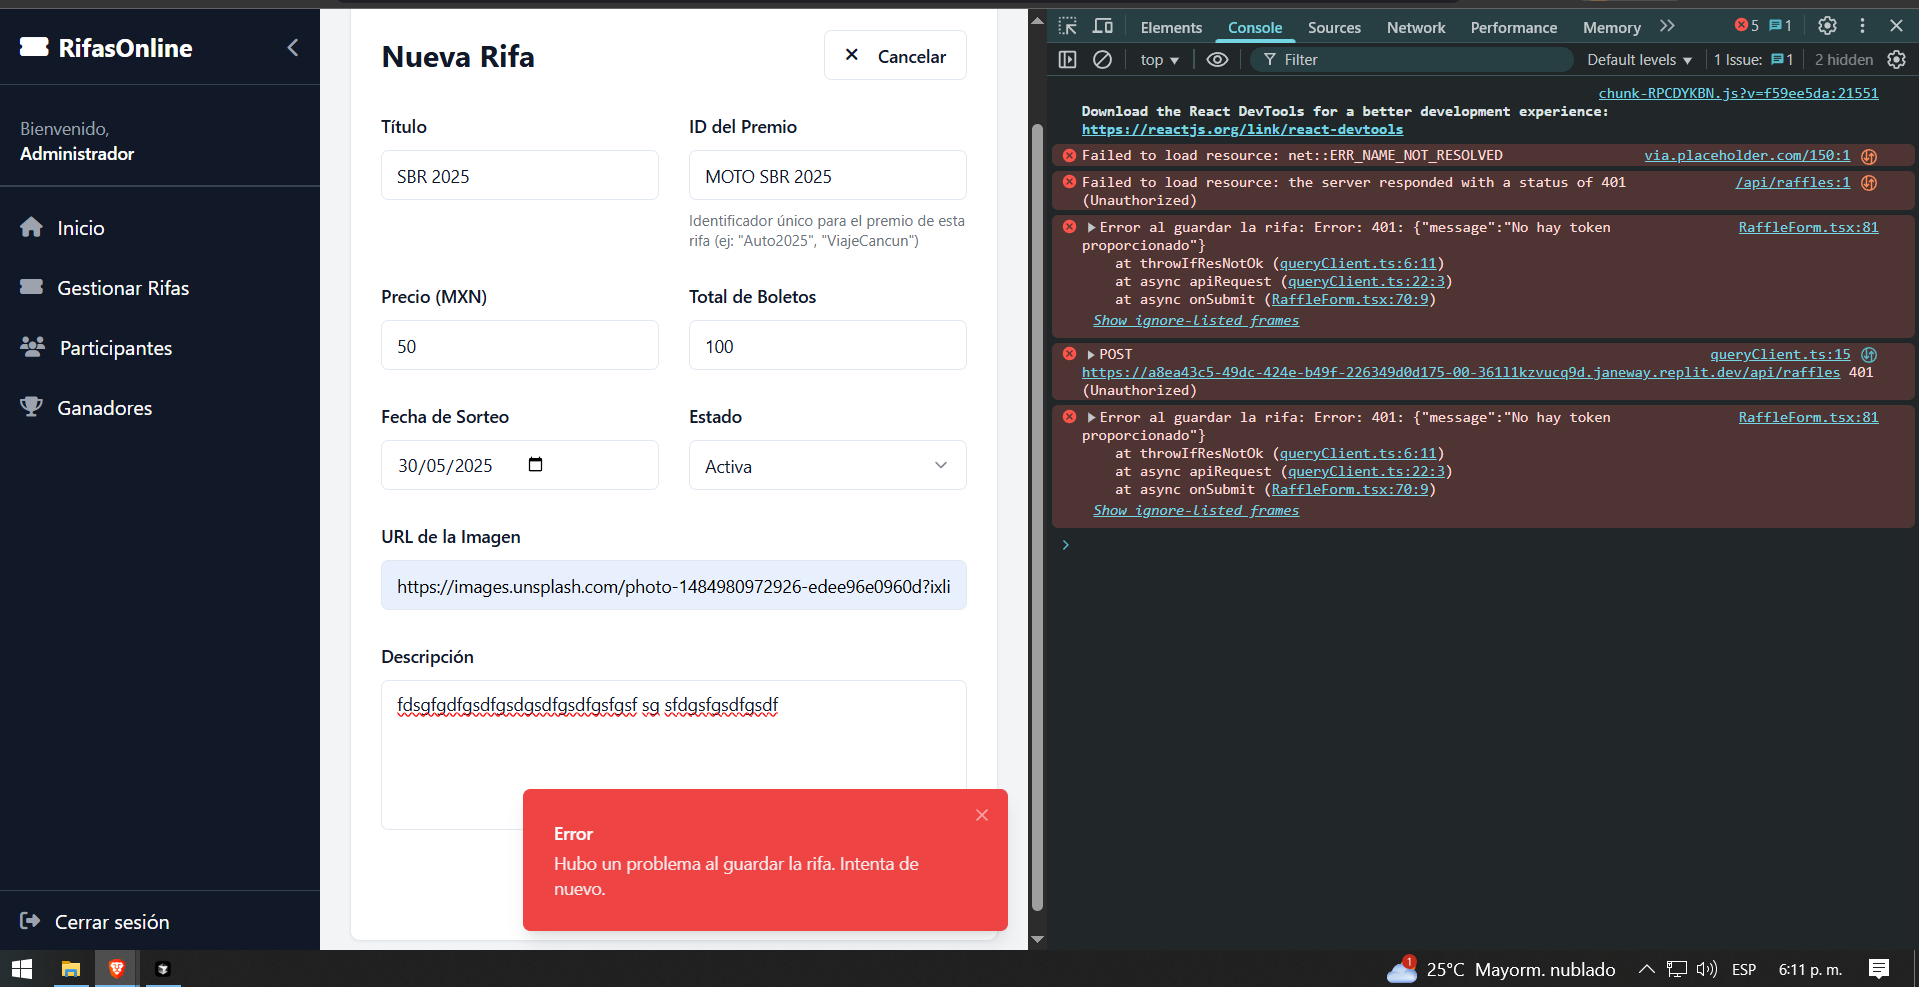 RifasOnline
Bienvenido,
Administrador
Inicio
Gestionar Rifas
Participantes
Ganadores
Cerrar sesión
Nueva Rifa
Cancelar
Título
ID del Premio
SBR 2025
MOTO SBR 2025
Identificador único para el premio de esta
rifa (ej: "Auto2025", "ViajeCancun")
Precio (MXN)
Total de Boletos
50
100
Fecha de Sorteo
Estado
30/05/2025
Activa
URL de la Imagen
https://images.unsplash.com/photo-1484980972926-edee96e0960d?ixli
Descripción
fdsgfgdfgsdfgsdgsdfgsdfgsfgsf sg sfdgsfgsdfgsdf
Error
Hubo un problema al guardar la rifa. Intenta de
nuevo.
Elements Console Sources Network Performance Memory 5 1
top Filter Default levels 1 Issue: 1 2 hidden
chunk-RPCDYKBN.js?v=f59ee5da:21551
Download the React DevTools for a better development experience:
https://reactjs.org/link/react-devtools
Failed to load resource: net::ERR_NAME_NOT_RESOLVED via.placeholder.com/150:1
Failed to load resource: the server responded with a status of 401 /api/raffles:1
(Unauthorized)
Error al guardar la rifa: Error: 401: {"message":"No hay token RaffleForm.tsx:81
proporcionado"}
at throwIfResNotOk (queryClient.ts:6:11)
at async apiRequest (queryClient.ts:22:3)
at async onSubmit (RaffleForm.tsx:70:9)
Show ignore-listed frames
POST queryClient.ts:15
https://a8ea43c5-49dc-424e-b49f-226349d0d175-00-361l1kzvucq9d.janeway.replit.dev/api/raffles 401
(Unauthorized)
Error al guardar la rifa: Error: 401: {"message":"No hay token RaffleForm.tsx:81
proporcionado"}
at throwIfResNotOk (queryClient.ts:6:11)
at async apiRequest (queryClient.ts:22:3)
at async onSubmit (RaffleForm.tsx:70:9)
Show ignore-listed frames
1 25°C Mayorm. nublado ESP 6:11 p. m.